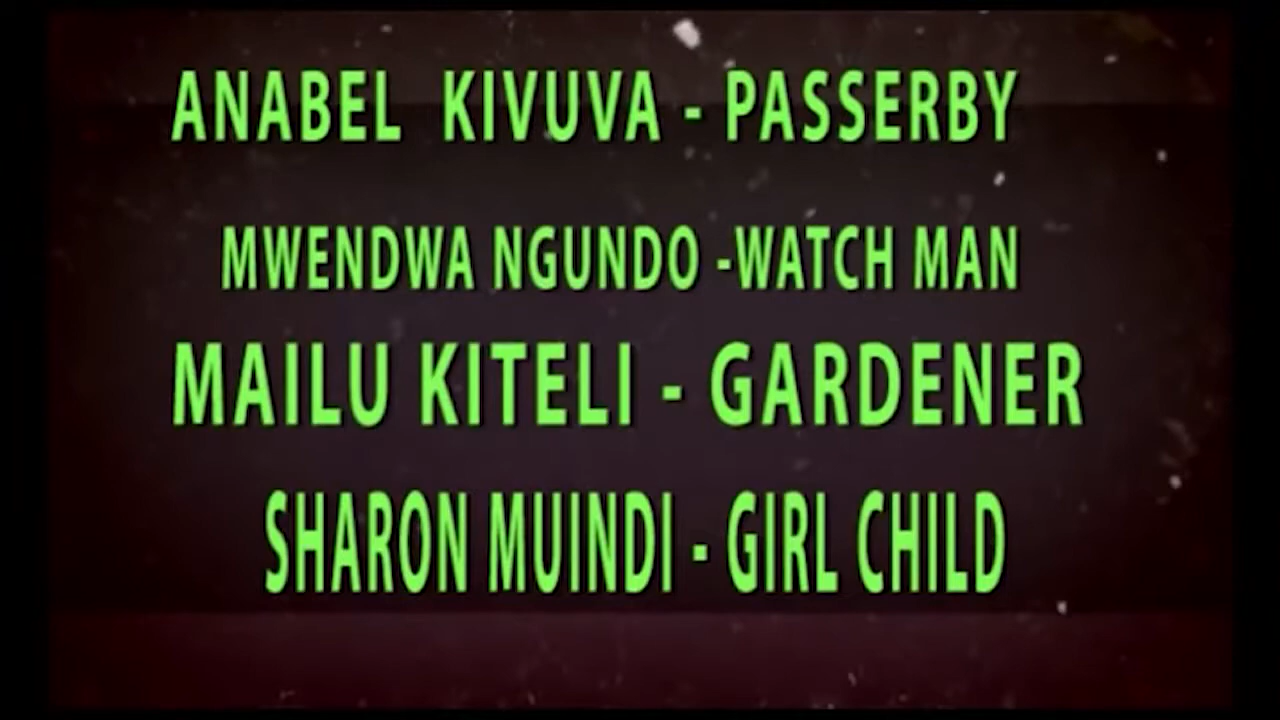 ANABEL KIVUVA - PASSERBY
MWENDWA NGUNDO -WATCH MAN
MAILU KITELI - GARDENER
SHARON MUINDI - GIRL CHILD